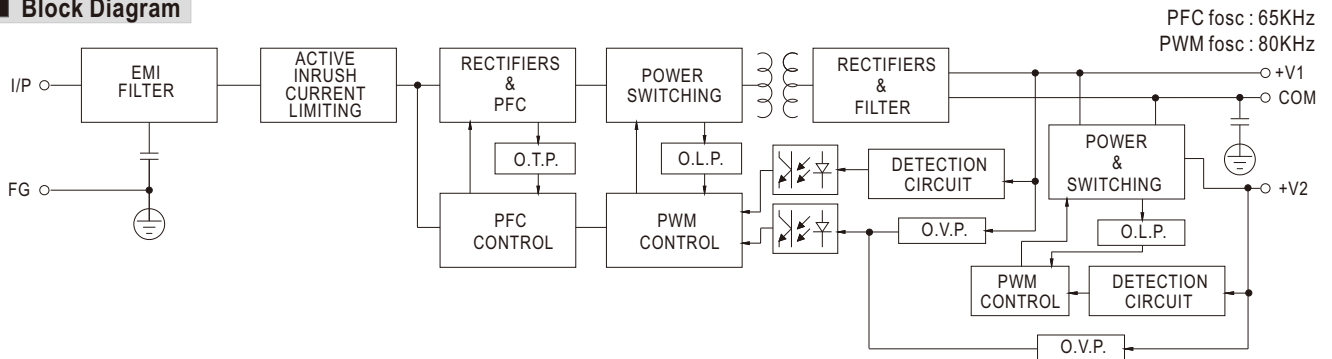 Block Diagram
PFC fosc : 65KHz
PWM fosc : 80KHz
I/P
EMI
FILTER
ACTIVE
INRUSH
CURRENT
LIMITING
RECTIFIERS
&
PFC
POWER
SWITCHING
RECTIFIERS
&
FILTER
+V1
COM
O.T.P.
O.L.P.
DETECTION
CIRCUIT
POWER
&
SWITCHING
FG
+V2
PFC
CONTROL
PWM
CONTROL
O.V.P.
O.L.P.
PWM
CONTROL
DETECTION
CIRCUIT
O.V.P.